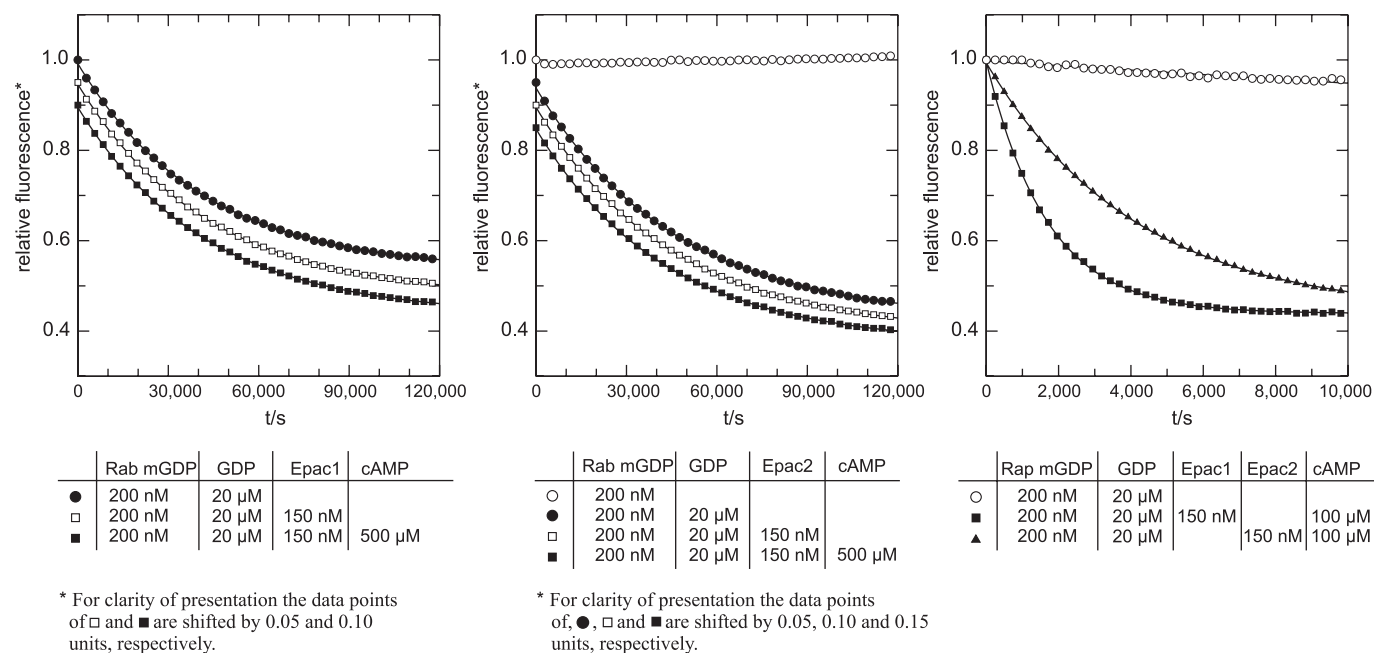 1.0
0.8
0.6
0.4
relative fluorescence*
0 30,000 60,000 90,000 120,000
t/s
1.0
0.8
0.6
0.4
relative fluorescence*
0 30,000 60,000 90,000 120,000
t/s
1.0
0.8
0.6
0.4
relative fluorescence
0 2,000 4,000 6,000 8,000 10,000
t/s
Rab mGDP GDP Epac1 cAMP
● 200 nM 20 µM
□ 200 nM 20 µM 150 nM
■ 200 nM 20 µM 150 nM 500 µM
Rab mGDP GDP Epac2 cAMP
○ 200 nM
● 200 nM 20 µM
□ 200 nM 20 µM 150 nM
■ 200 nM 20 µM 150 nM 500 µM
Rap mGDP GDP Epac1 Epac2 cAMP
○ 200 nM 20 µM
■ 200 nM 20 µM 150 nM 100 µM
▲ 200 nM 20 µM 150 nM 100 µM
* For clarity of presentation the data points
of □ and ■ are shifted by 0.05 and 0.10
units, respectively.
* For clarity of presentation the data points
of, ●, □ and ■ are shifted by 0.05, 0.10 and 0.15
units, respectively.